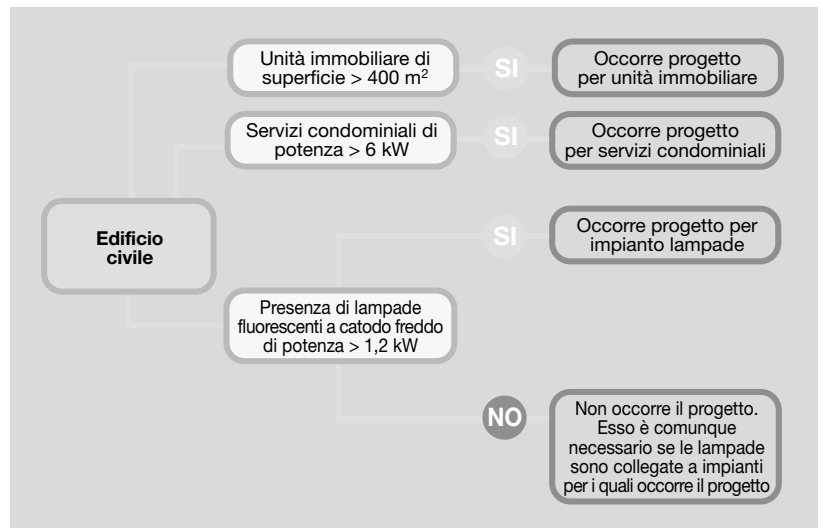 Unità immobiliare di
superficie > 400 m²
SI
Occorre progetto
per unità immobiliare
Servizi condominiali di
potenza > 6 kW
SI
Occorre progetto
per servizi condominiali
Edificio
civile
SI
Occorre progetto per
impianto lampade
Presenza di lampade
fluorescenti a catodo freddo
di potenza > 1,2 kW
NO
Non occorre il progetto.
Esso è comunque
necessario se le lampade
sono collegate a impianti
per i quali occorre il progetto